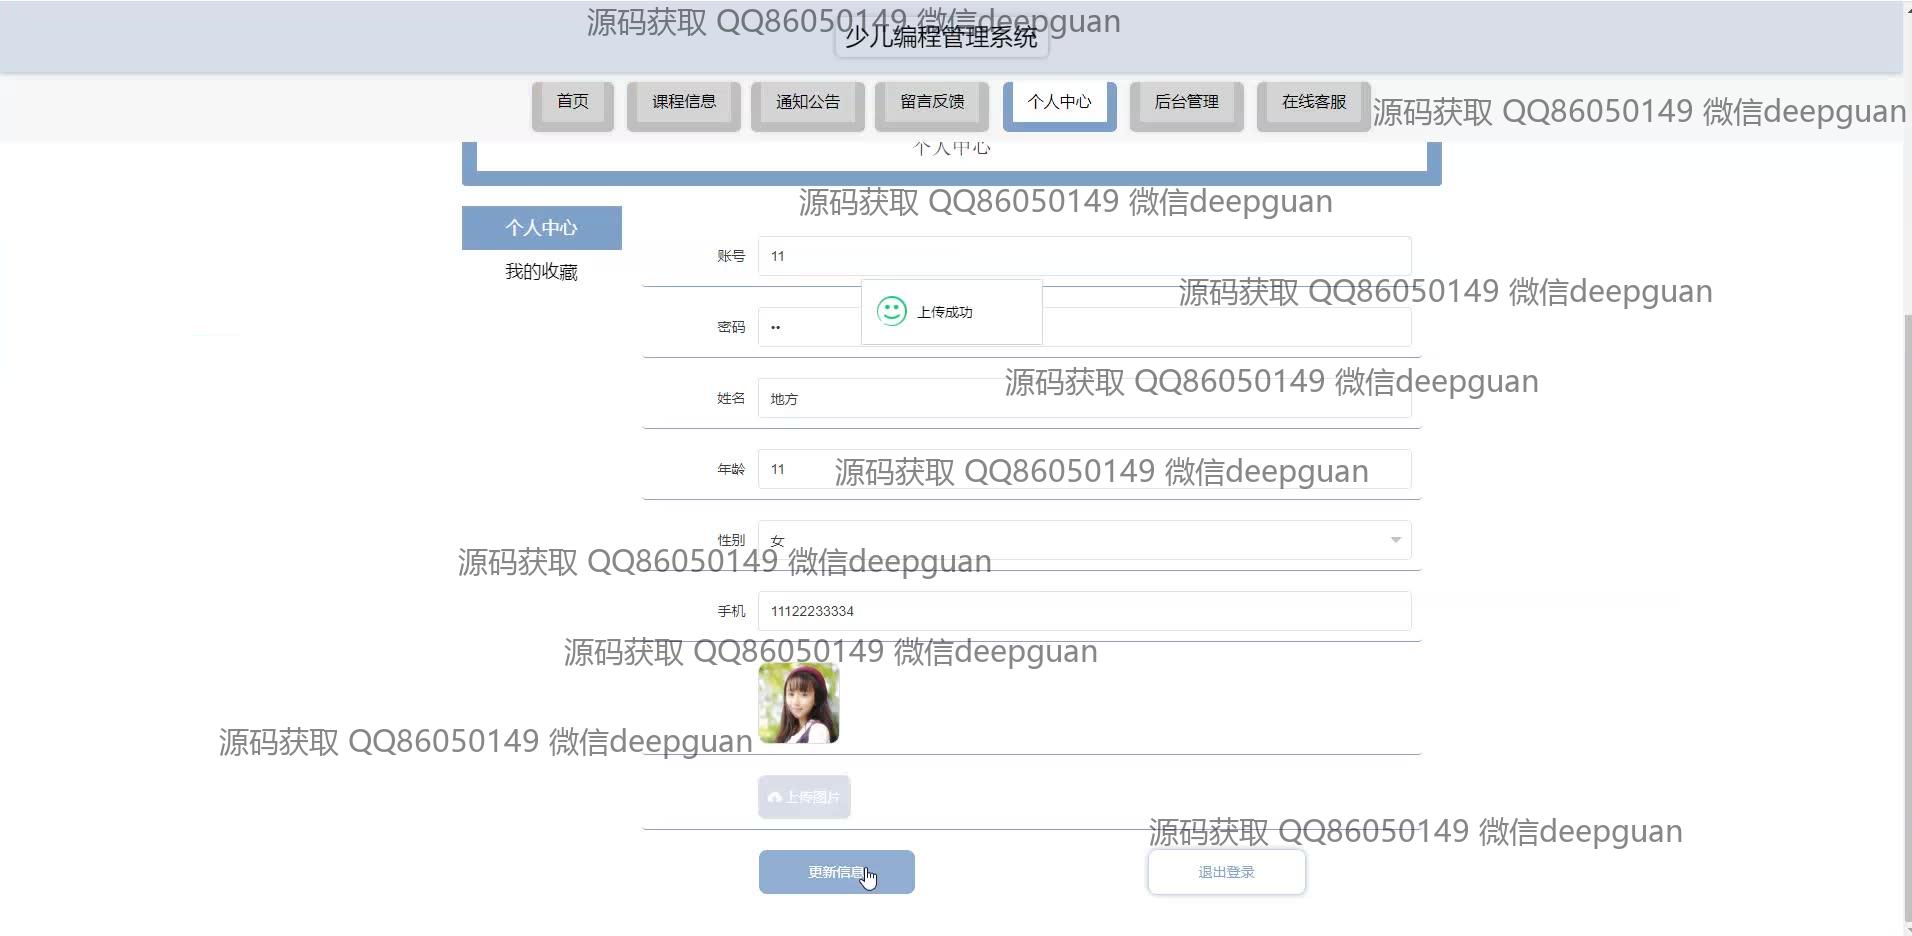 源码获取 QQ86050149 微信deepguan
少儿编程管理系统
首页 课程信息 通知公告 留言反馈 个人中心 后台管理 在线客服
源码获取 QQ86050149 微信deepguan
个人中心
源码获取 QQ86050149 微信deepguan
个人中心
我的收藏
账号 11
源码获取 QQ86050149 微信deepguan
上传成功
密码 ••
源码获取 QQ86050149 微信deepguan
姓名 地方
年龄 11
源码获取 QQ86050149 微信deepguan
性别 女
源码获取 QQ86050149 微信deepguan
手机 11122233334
源码获取 QQ86050149 微信deepguan
源码获取 QQ86050149 微信deepguan
上传图片
源码获取 QQ86050149 微信deepguan
更新信息 退出登录